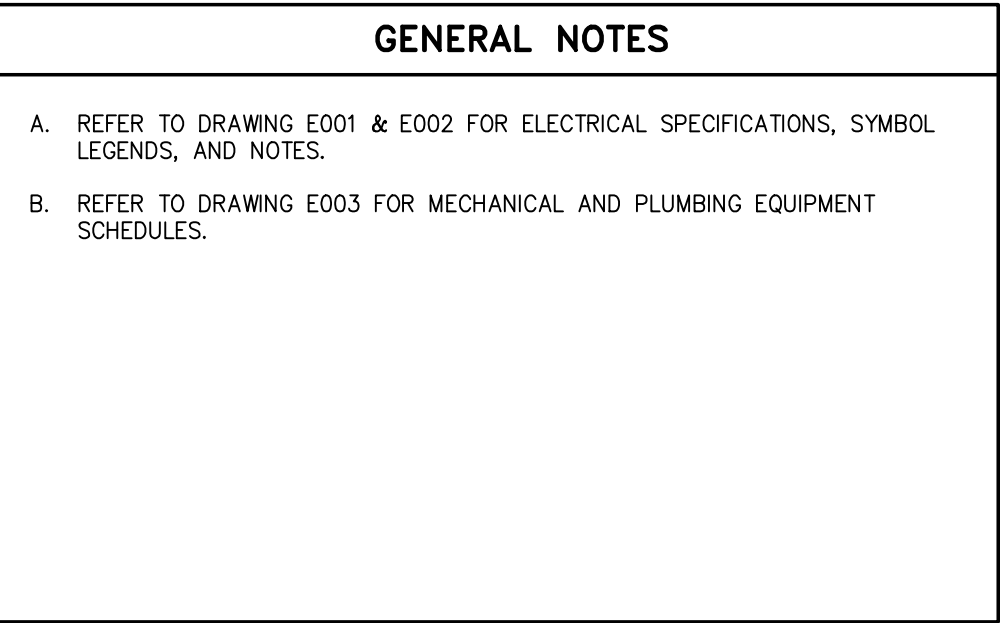 GENERAL NOTES
A. REFER TO DRAWING E001 & E002 FOR ELECTRICAL SPECIFICATIONS, SYMBOL
LEGENDS, AND NOTES.
B. REFER TO DRAWING E003 FOR MECHANICAL AND PLUMBING EQUIPMENT
SCHEDULES.